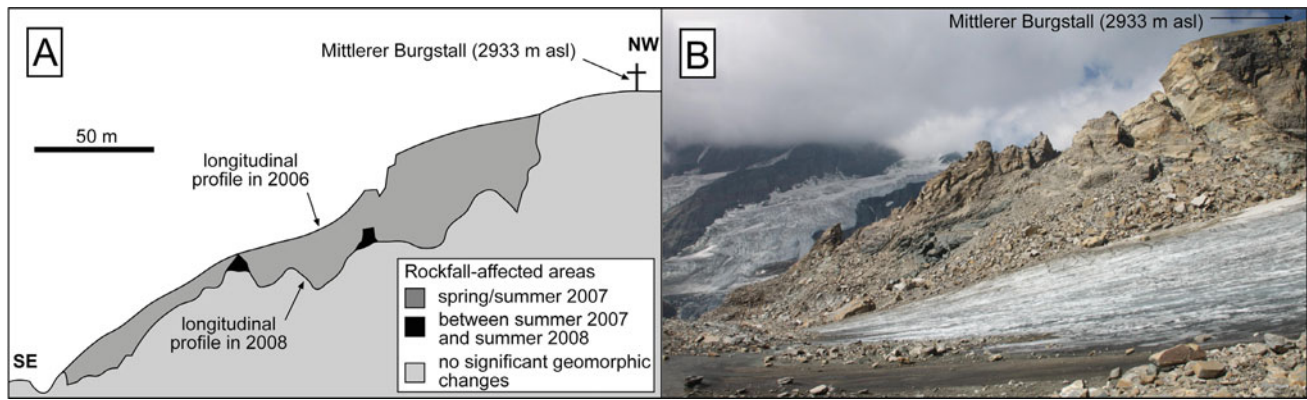 A
Mittlerer Burgstall (2933 m asl)
NW
50 m
longitudinal
profile in 2006
longitudinal
profile in 2008
SE
Rockfall-affected areas
spring/summer 2007
between summer 2007
and summer 2008
no significant geomorphic
changes
B
Mittlerer Burgstall (2933 m asl)